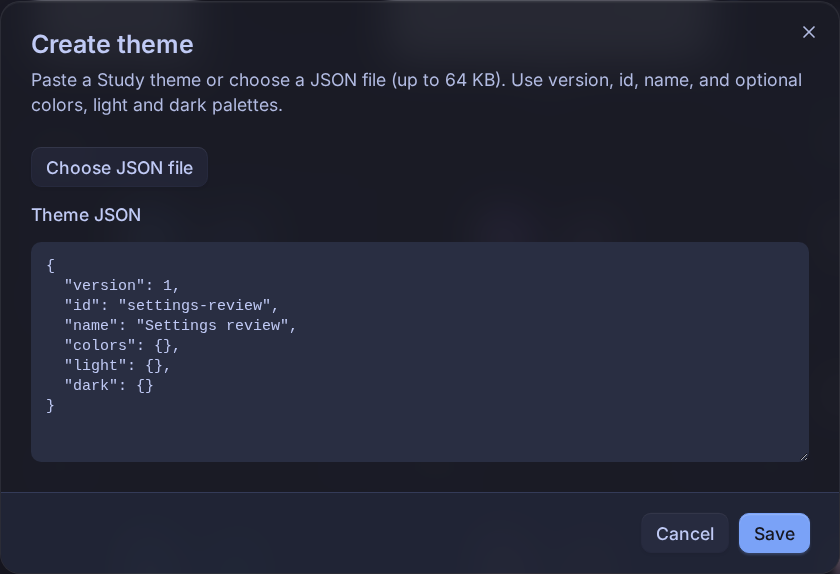 Create theme
Paste a Study theme or choose a JSON file (up to 64 KB). Use version, id, name, and optional
colors, light and dark palettes.
Choose JSON file
Theme JSON
{
  "version": 1,
  "id": "settings-review",
  "name": "Settings review",
  "colors": {},
  "light": {},
  "dark": {}
}
Cancel
Save